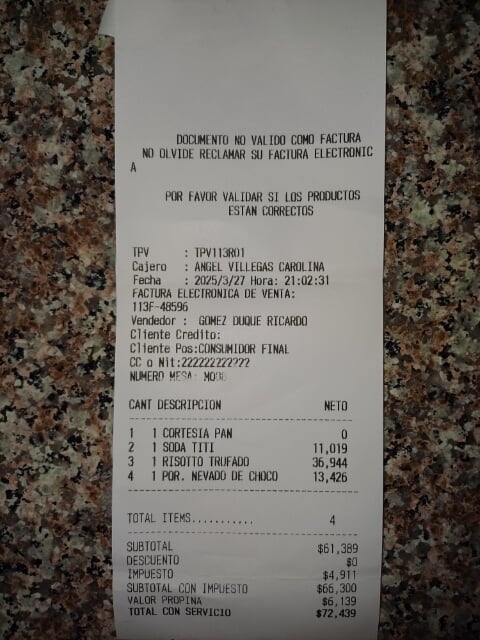 DOCUMENTO NO VALIDO COMO FACTURA
NO OLVIDE RECLAMAR SU FACTURA ELECTRONIC
A
POR FAVOR VALIDAR SI LOS PRODUCTOS
ESTAN CORRECTOS
TPV : TPV113R01
Cajero : ANGEL VILLEGAS CAROLINA
Fecha : 2025/3/27 Hora: 21:02:31
FACTURA ELECTRONICA DE VENTA:
113F-48596
Vendedor : GOMEZ DUQUE RICARDO
Cliente Credito:
Cliente Pos:CONSUMIDOR FINAL
CC o Nit:222222222222
NUMERO MESA:
CANT DESCRIPCION NETO
1 1 CORTESIA PAN 0
2 1 SODA TITI 11,019
3 1 RISOTTO TRUFADO 36,944
4 1 POR. NEVADO DE CHOCO 13,426
TOTAL ITEMS........... 4
SUBTOTAL $61,389
DESCUENTO $0
IMPUESTO $4,911
SUBTOTAL CON IMPUESTO $66,300
VALOR PROPINA $6,139
TOTAL CON SERVICIO $72,439